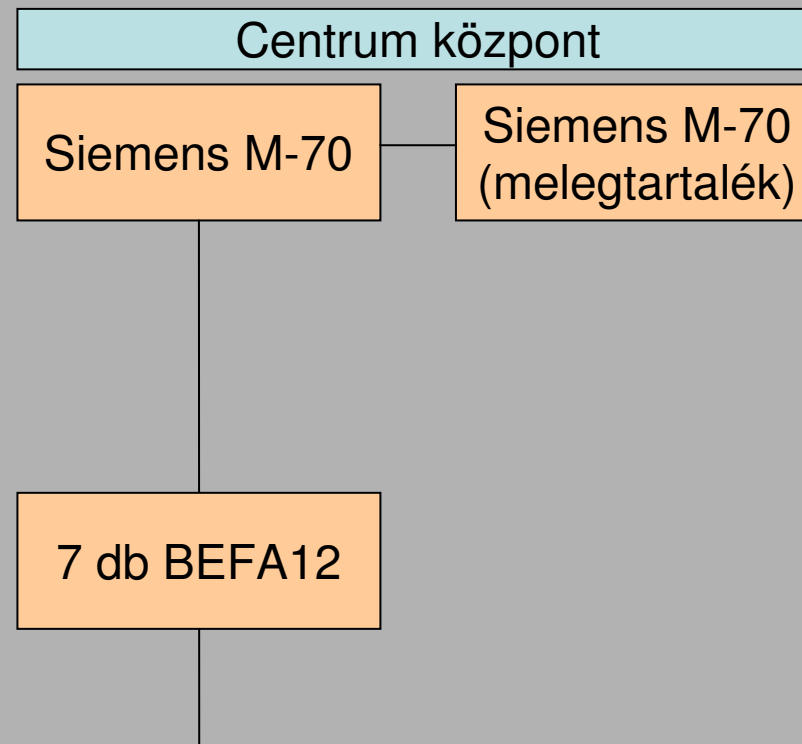 Centrum központ
Siemens M-70
Siemens M-70
(melegtartalék)
7 db BEFA12